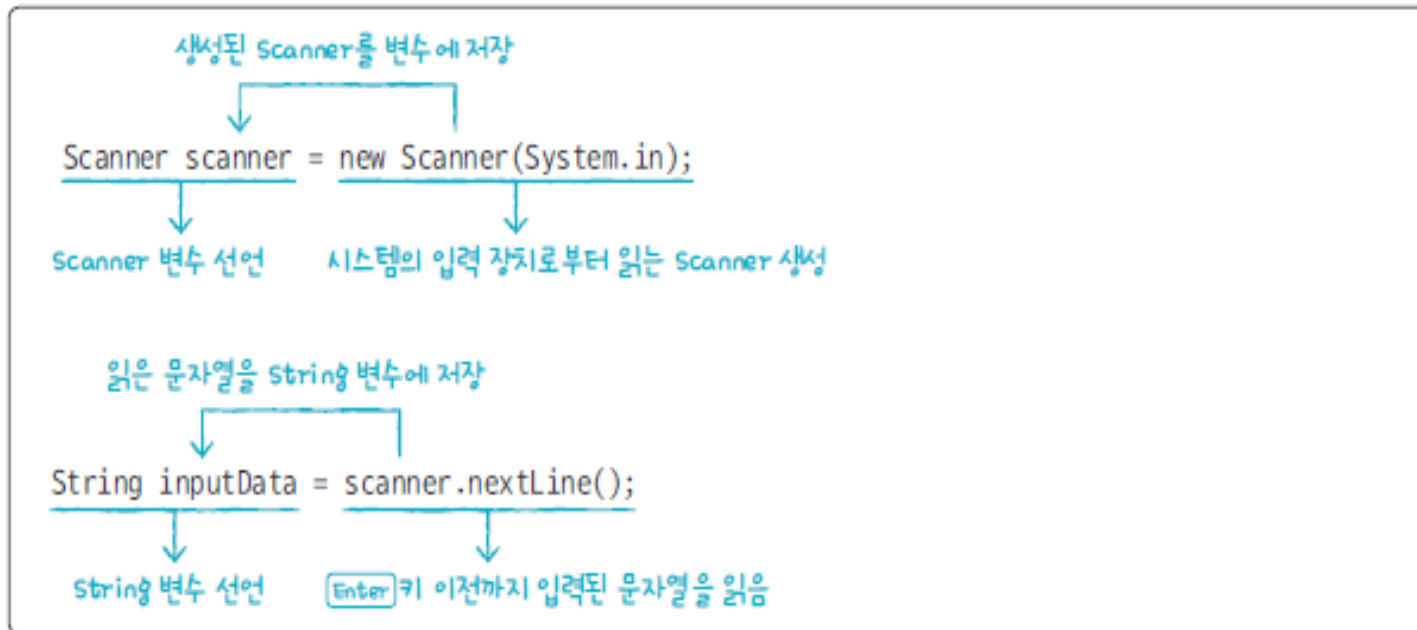 생성된 Scanner를 변수에 저장
Scanner scanner = new Scanner(System.in);
Scanner 변수 선언 시스템의 입력 장치로부터 읽는 Scanner 생성
읽은 문자열을 String 변수에 저장
String inputData = scanner.nextLine();
String 변수 선언 Enter 키 이전까지 입력된 문자열을 읽음